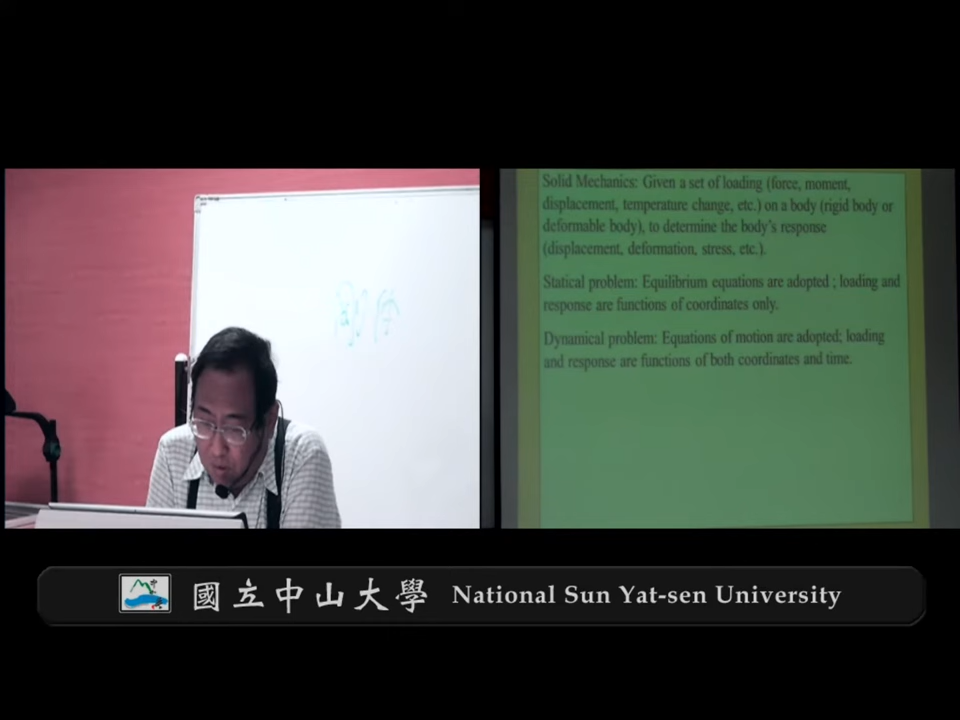 剛體
Solid Mechanics: Given a set of loading (force, moment,
displacement, temperature change, etc.) on a body (rigid body or
deformable body), to determine the body's response
(displacement, deformation, stress, etc.).
Statical problem: Equilibrium equations are adopted ; loading and
response are functions of coordinates only.
Dynamical problem: Equations of motion are adopted; loading
and response are functions of both coordinates and time.
國立中山大學 National Sun Yat-sen University